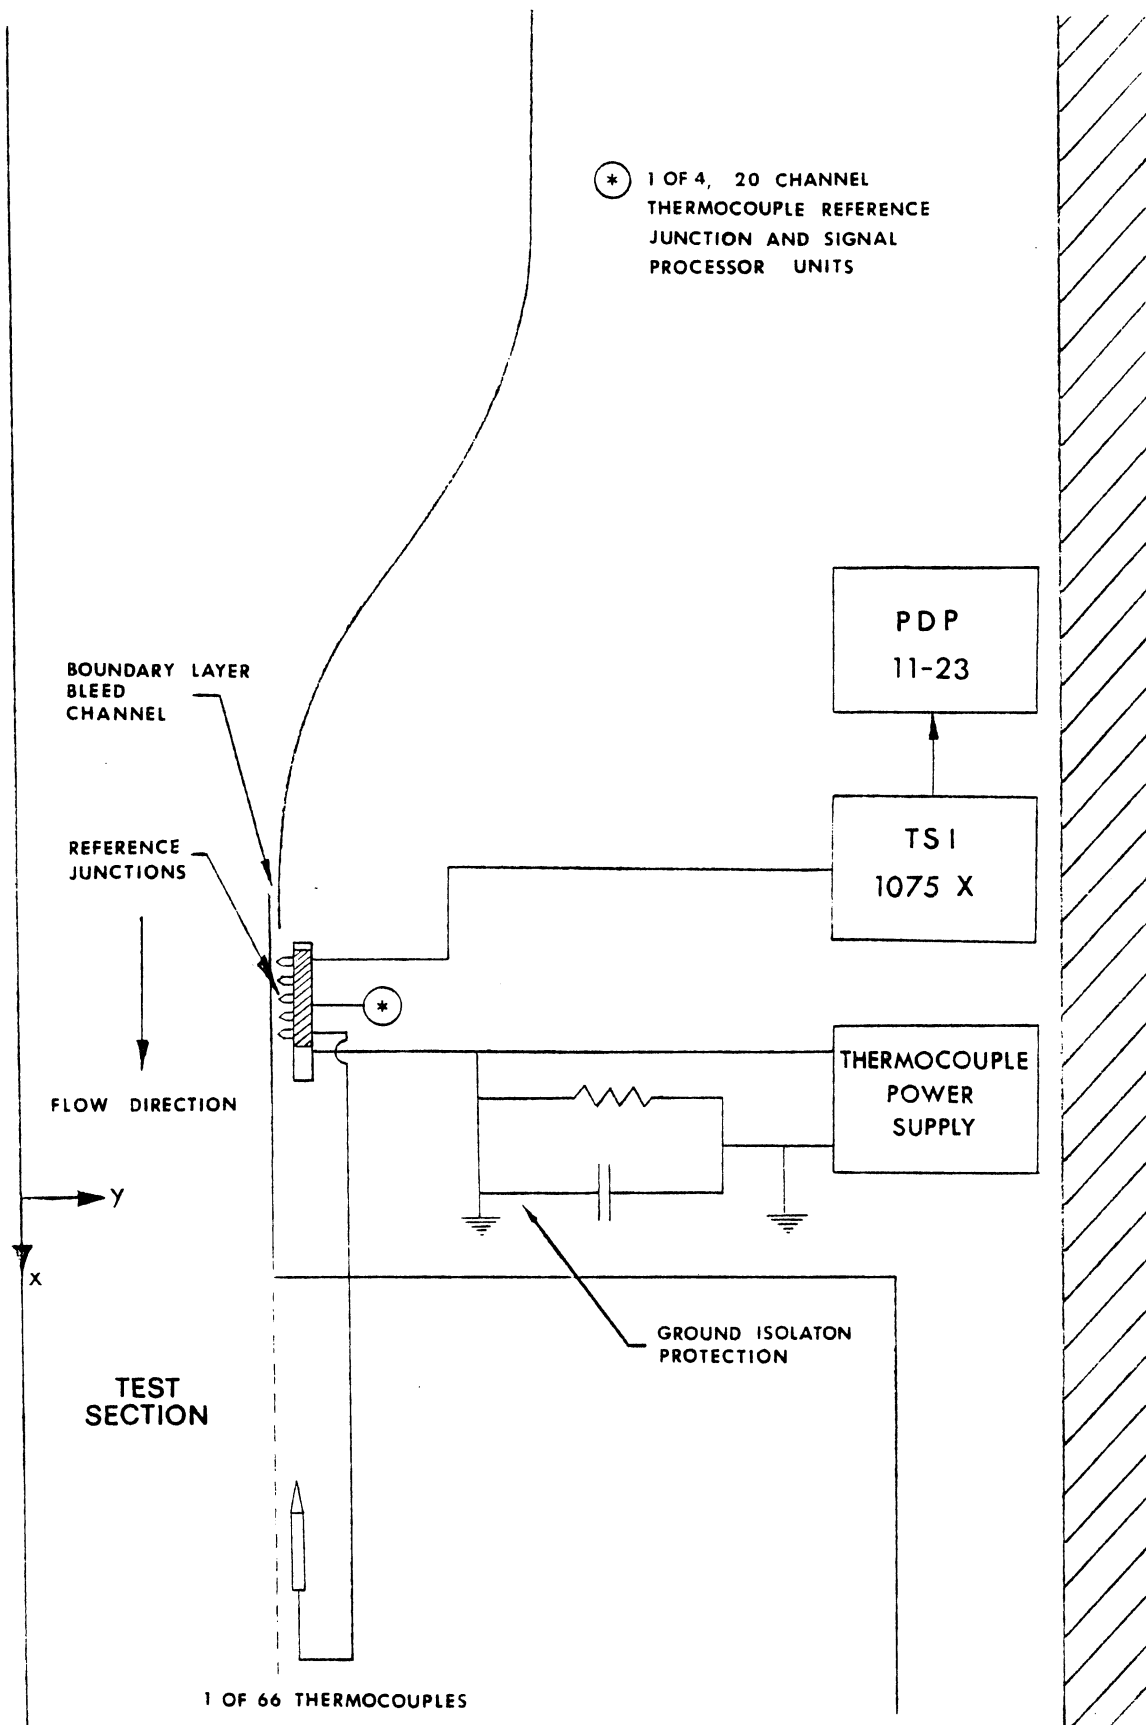 * 1 OF 4, 20 CHANNEL
THERMOCOUPLE REFERENCE
JUNCTION AND SIGNAL
PROCESSOR UNITS
PDP
11-23
BOUNDARY LAYER
BLEED
CHANNEL
TSI
1075 X
REFERENCE
JUNCTIONS
*
THERMOCOUPLE
POWER
SUPPLY
FLOW DIRECTION
y
x
GROUND ISOLATON
PROTECTION
TEST
SECTION
1 OF 66 THERMOCOUPLES